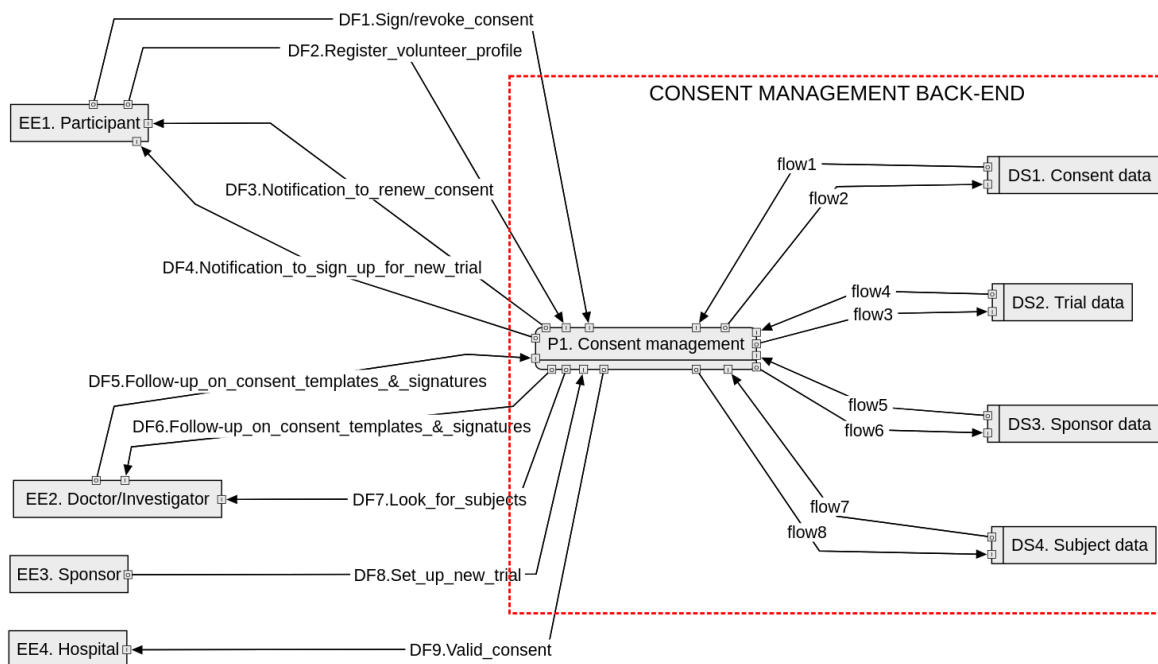 DF1.Sign/revoke_consent
DF2.Register_volunteer_profile
CONSENT MANAGEMENT BACK-END
EE1. Participant
flow1
DS1. Consent data
DF3.Notification_to_renew_consent
flow2
DF4.Notification_to_sign_up_for_new_trial
flow4
DS2. Trial data
flow3
P1. Consent management
DF5.Follow-up_on_consent_templates_&_signatures
flow5
DS3. Sponsor data
DF6.Follow-up_on_consent_templates_&_signatures
flow6
EE2. Doctor/Investigator
DF7.Look_for_subjects
flow7
flow8
DS4. Subject data
EE3. Sponsor
DF8.Set_up_new_trial
EE4. Hospital
DF9.Valid_consent